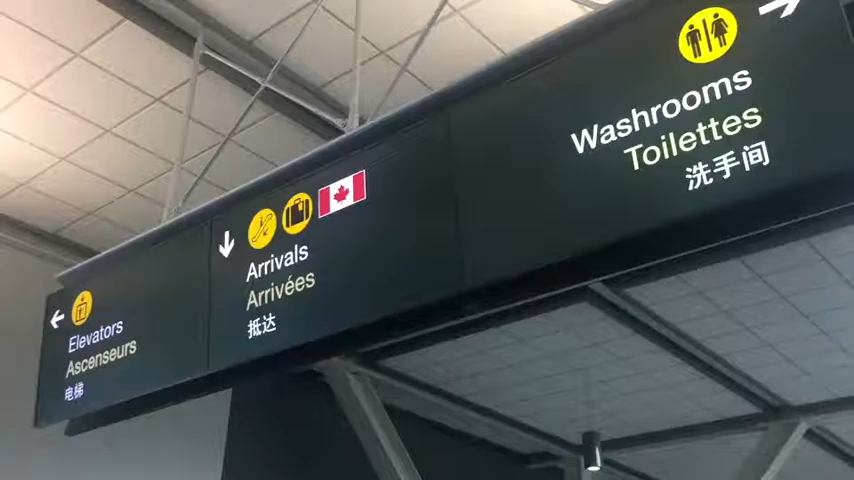 Elevators
Ascenseurs
电梯
Arrivals
Arrivées
抵达
Washrooms
Toilettes
洗手间